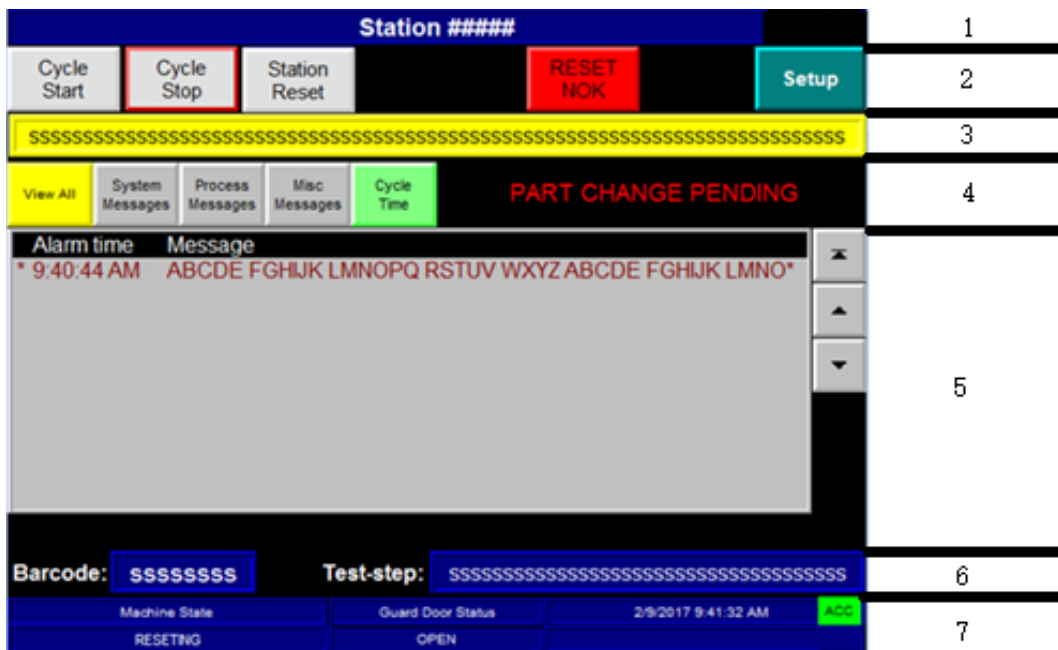 Station #####
1
Cycle Start
Cycle Stop
Station Reset
RESET NOK
Setup
2
sssssssssssssssssssssssssssssssssssssssssssssssssssssssssssssssssssssssssssss
3
View All
System Messages
Process Messages
Misc Messages
Cycle Time
PART CHANGE PENDING
4
Alarm time Message
* 9:40:44 AM ABCDE FGHIJK LMNOPQ RSTUV WXYZ ABCDE FGHIJK LMNO*
5
Barcode: ssssssss Test-step: sssssssssssssssssssssssssssssssssssss
6
Machine State Guard Door Status 2/9/2017 9:41:32 AM ACC
RESETING OPEN
7